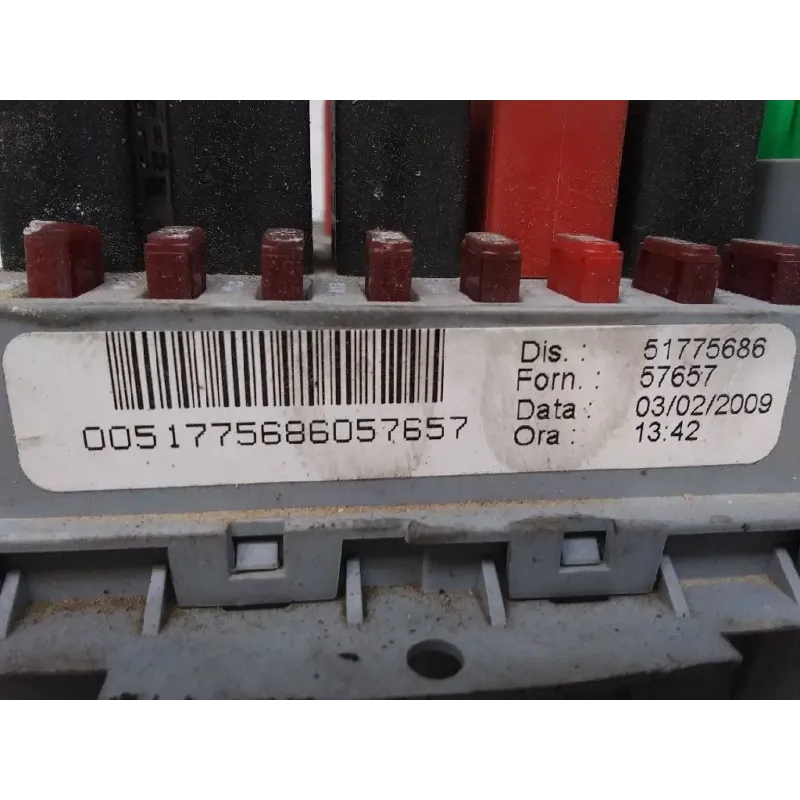 0051775686057657
Dis. : 51775686
Forn. : 57657
Data : 03/02/2009
Ora : 13:42